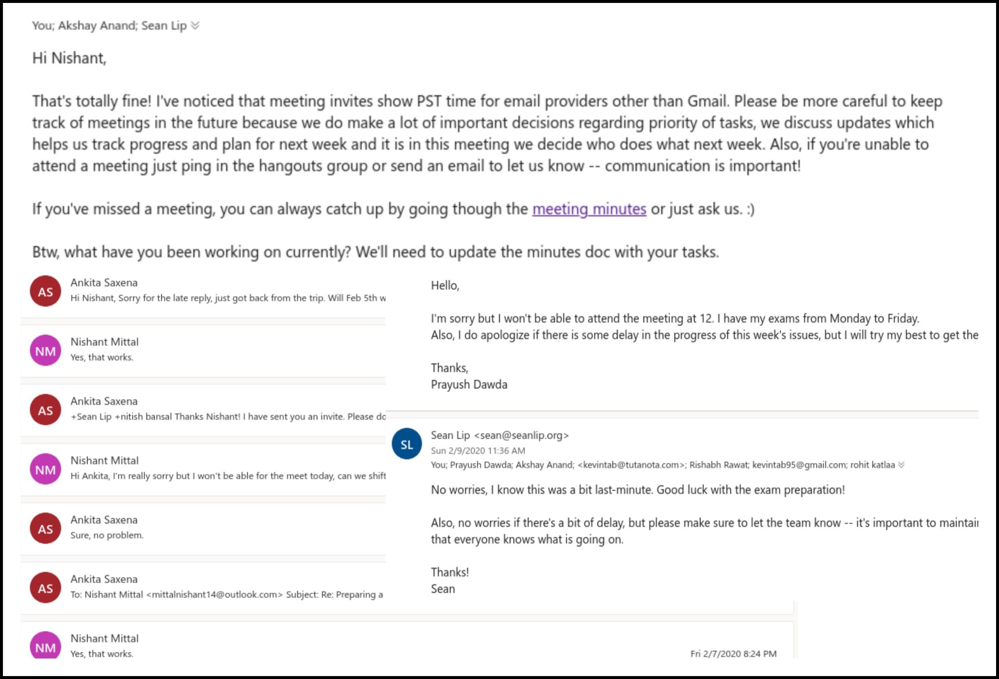 You; Akshay Anand; Sean Lip
Hi Nishant,
That's totally fine! I've noticed that meeting invites show PST time for email providers other than Gmail. Please be more careful to keep
track of meetings in the future because we do make a lot of important decisions regarding priority of tasks, we discuss updates which
helps us track progress and plan for next week and it is in this meeting we decide who does what next week. Also, if you're unable to
attend a meeting just ping in the hangouts group or send an email to let us know -- communication is important!
If you've missed a meeting, you can always catch up by going though the meeting minutes or just ask us. :)
Btw, what have you been working on currently? We'll need to update the minutes doc with your tasks.
AS
Ankita Saxena
Hi Nishant, Sorry for the late reply, just got back from the trip. Will Feb 5th w
NM
Nishant Mittal
Yes, that works.
AS
Ankita Saxena
+Sean Lip +nitish bansal Thanks Nishant! I have sent you an invite. Please do
NM
Nishant Mittal
Hi Ankita, I'm really sorry but I won't be able for the meet today, can we shift
AS
Ankita Saxena
Sure, no problem.
AS
Ankita Saxena
To: Nishant Mittal <mittalnishant14@outlook.com> Subject: Re: Preparing a
NM
Nishant Mittal
Yes, that works.
Fri 2/7/2020 8:24 PM
Hello,
I'm sorry but I won't be able to attend the meeting at 12. I have my exams from Monday to Friday.
Also, I do apologize if there is some delay in the progress of this week's issues, but I will try my best to get the
Thanks,
Prayush Dawda
SL
Sean Lip <sean@seanlip.org>
Sun 2/9/2020 11:36 AM
You; Prayush Dawda; Akshay Anand; <kevintab@tutanota.com>; Rishabh Rawat; kevintab95@gmail.com; rohit katlaa
No worries, I know this was a bit last-minute. Good luck with the exam preparation!
Also, no worries if there's a bit of delay, but please make sure to let the team know -- it's important to maintain
that everyone knows what is going on.
Thanks!
Sean